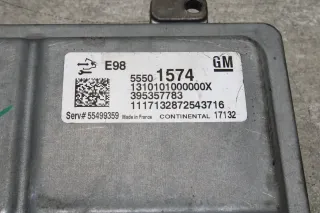 E98 GM
5550 1574
1310101000000X
395357783
1117132872543716
Serv# 55499359 Made in France CONTINENTAL 17132